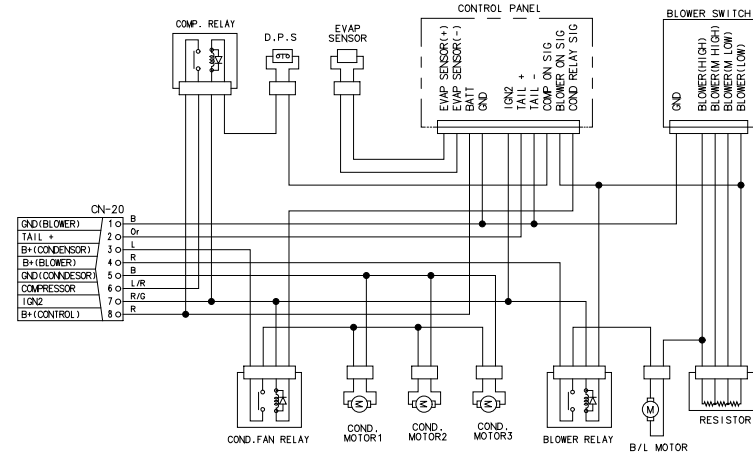 CONTROL PANEL
BLOWER SWITCH
COMP. RELAY
D.P.S
EVAP
SENSOR
EVAP SENSOR(+)
EVAP SENSOR(-)
BATT
GND
IGN2
TAIL +
TAIL -
COMP ON SIG
BLOWER ON SIG
COND RELAY SIG
GND
BLOWER(HIGH)
BLOWER(M HIGH)
BLOWER(M LOW)
BLOWER(LOW)
CN-20
GND(BLOWER) 1 B
TAIL + 2 Or
B+(CONDENSOR) 3 L
B+(BLOWER) 4 R
GND(CONNDESOR) 5 B
COMPRESSOR 6 L/R
IGN2 7 R/G
B+(CONTROL) 8 R
M
M
M
M
COND.FAN RELAY
COND.
MOTOR1
COND.
MOTOR2
COND.
MOTOR3
BLOWER RELAY
B/L MOTOR
RESISTOR